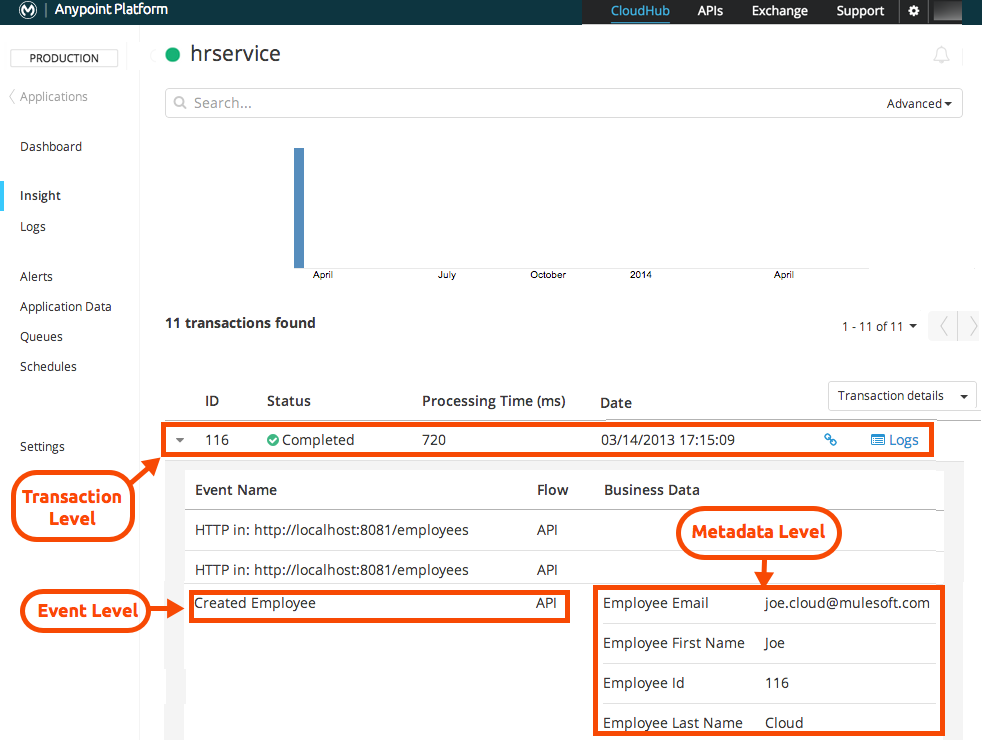 Anypoint Platform CloudHub APIs Exchange Support
PRODUCTION
hrservice
Applications
Search... Advanced
Dashboard
Insight
Logs
Alerts
Application Data
Queues
Schedules
Settings
April July October 2014 April
11 transactions found
1 - 11 of 11
Transaction details
ID Status Processing Time (ms) Date
116 Completed 720 03/14/2013 17:15:09 Logs
Transaction
Level
Event Name Flow Business Data
HTTP in: http://localhost:8081/employees API
Metadata Level
HTTP in: http://localhost:8081/employees API
Event Level
Created Employee API Employee Email joe.cloud@mulesoft.com
Employee First Name Joe
Employee Id 116
Employee Last Name Cloud